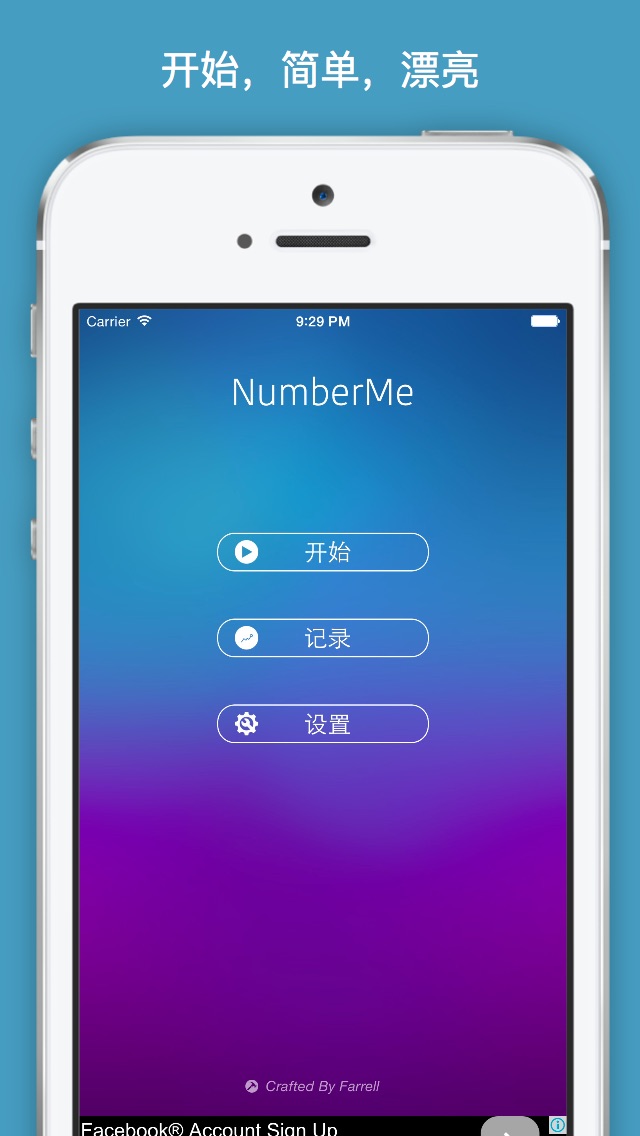 开始，简单，漂亮
Carrier 9:29 PM
NumberMe
开始
记录
设置
Crafted By Farrell
Facebook® Account Sign Up